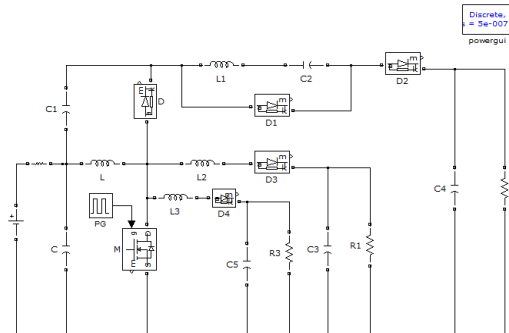 Discrete,
= 5e-007
powergui
m
D2
L1
C2
m
D1
E
D
C1
m
D3
L
L2
C4
L3
D4
PG
g
D
M
E
S
C5
R3
C3
R1